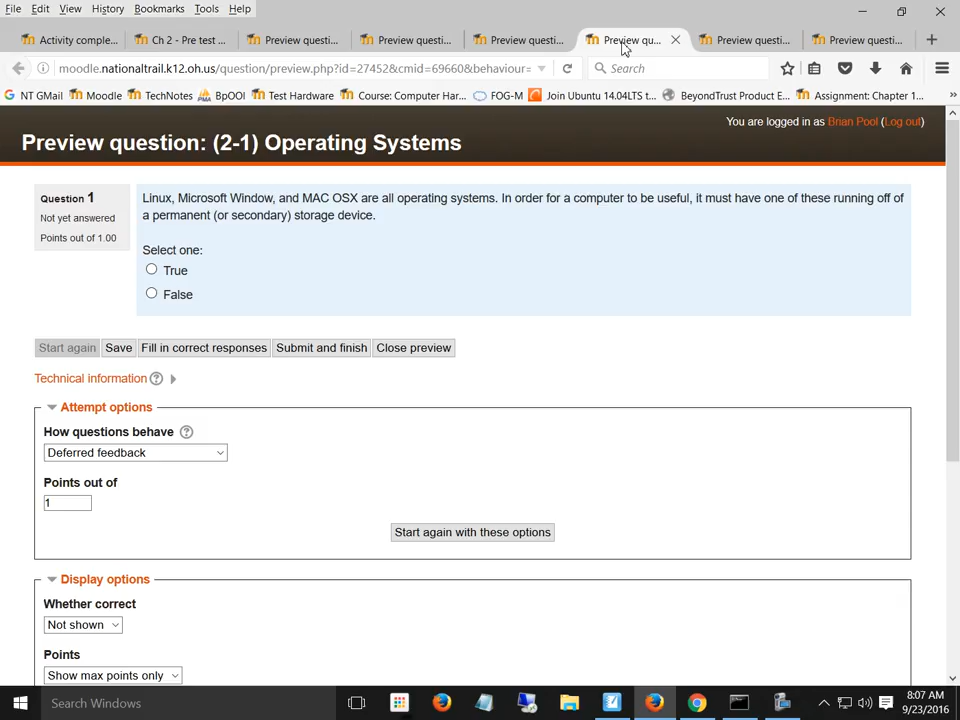 File Edit View History Bookmarks Tools Help
Activity comple... Ch 2 - Pre test ... Preview questi... Preview questi... Preview questi... Preview qu... Preview questi... Preview questi...
moodle.nationaltrail.k12.oh.us/question/preview.php?id=27452&cmid=69660&behaviour= Search
NT GMail Moodle TechNotes BpOOI Test Hardware Course: Computer Har... FOG-M Join Ubuntu 14.04LTS t... BeyondTrust Product E... Assignment: Chapter 1...
You are logged in as Brian Pool (Log out)
Preview question: (2-1) Operating Systems
Question 1
Not yet answered
Points out of 1.00
Linux, Microsoft Window, and MAC OSX are all operating systems. In order for a computer to be useful, it must have one of these running off of
a permanent (or secondary) storage device.
Select one:
True
False
Start again Save Fill in correct responses Submit and finish Close preview
Technical information
Attempt options
How questions behave
Deferred feedback
Points out of
1
Start again with these options
Display options
Whether correct
Not shown
Points
Show max points only
Search Windows
8:07 AM
9/23/2016